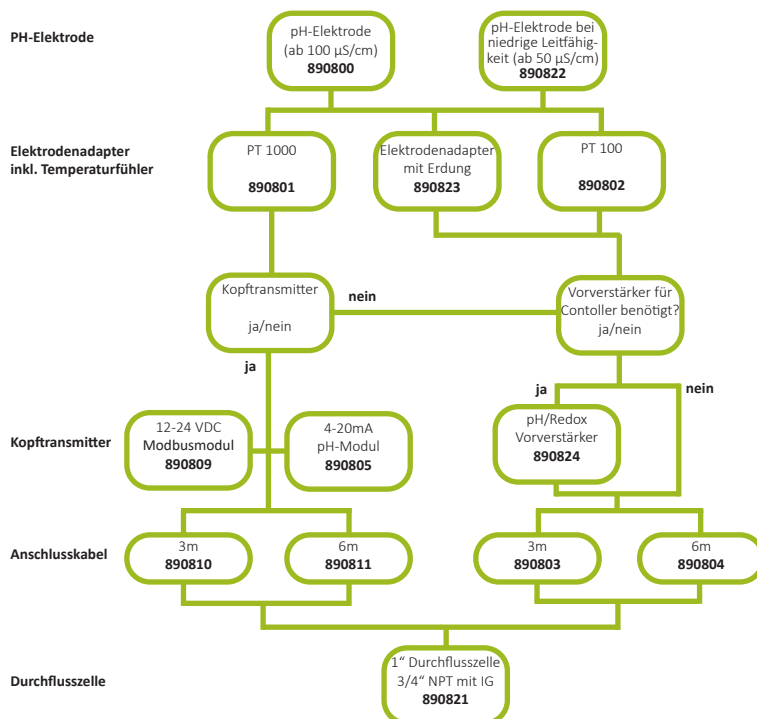 PH-Elektrode
pH-Elektrode
(ab 100 µS/cm)
890800
pH-Elektrode bei
niedrige Leitfähig-
keit (ab 50 µS/cm)
890822
Elektrodenadapter
inkl. Temperaturfühler
PT 1000
890801
Elektrodenadapter
mit Erdung
890823
PT 100
890802
Kopftransmitter
ja/nein
nein
Vorverstärker für
Contoller benötigt?
ja/nein
ja
ja
nein
Kopftransmitter
12-24 VDC
Modbusmodul
890809
4-20mA
pH-Modul
890805
pH/Redox
Vorverstärker
890824
Anschlusskabel
3m
890810
6m
890811
3m
890803
6m
890804
Durchflusszelle
1“ Durchflusszelle
3/4“ NPT mit IG
890821